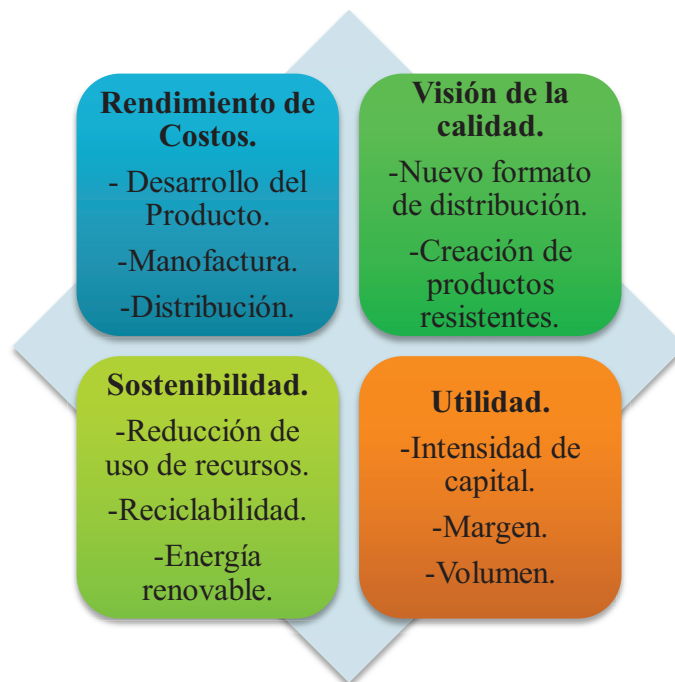 Rendimiento de
Costos.
- Desarrollo del
Producto.
-Manofactura.
-Distribución.
Visión de la
calidad.
-Nuevo formato
de distribución.
-Creación de
productos
resistentes.
Sostenibilidad.
-Reducción de
uso de recursos.
-Reciclabilidad.
-Energía
renovable.
Utilidad.
-Intensidad de
capital.
-Margen.
-Volumen.